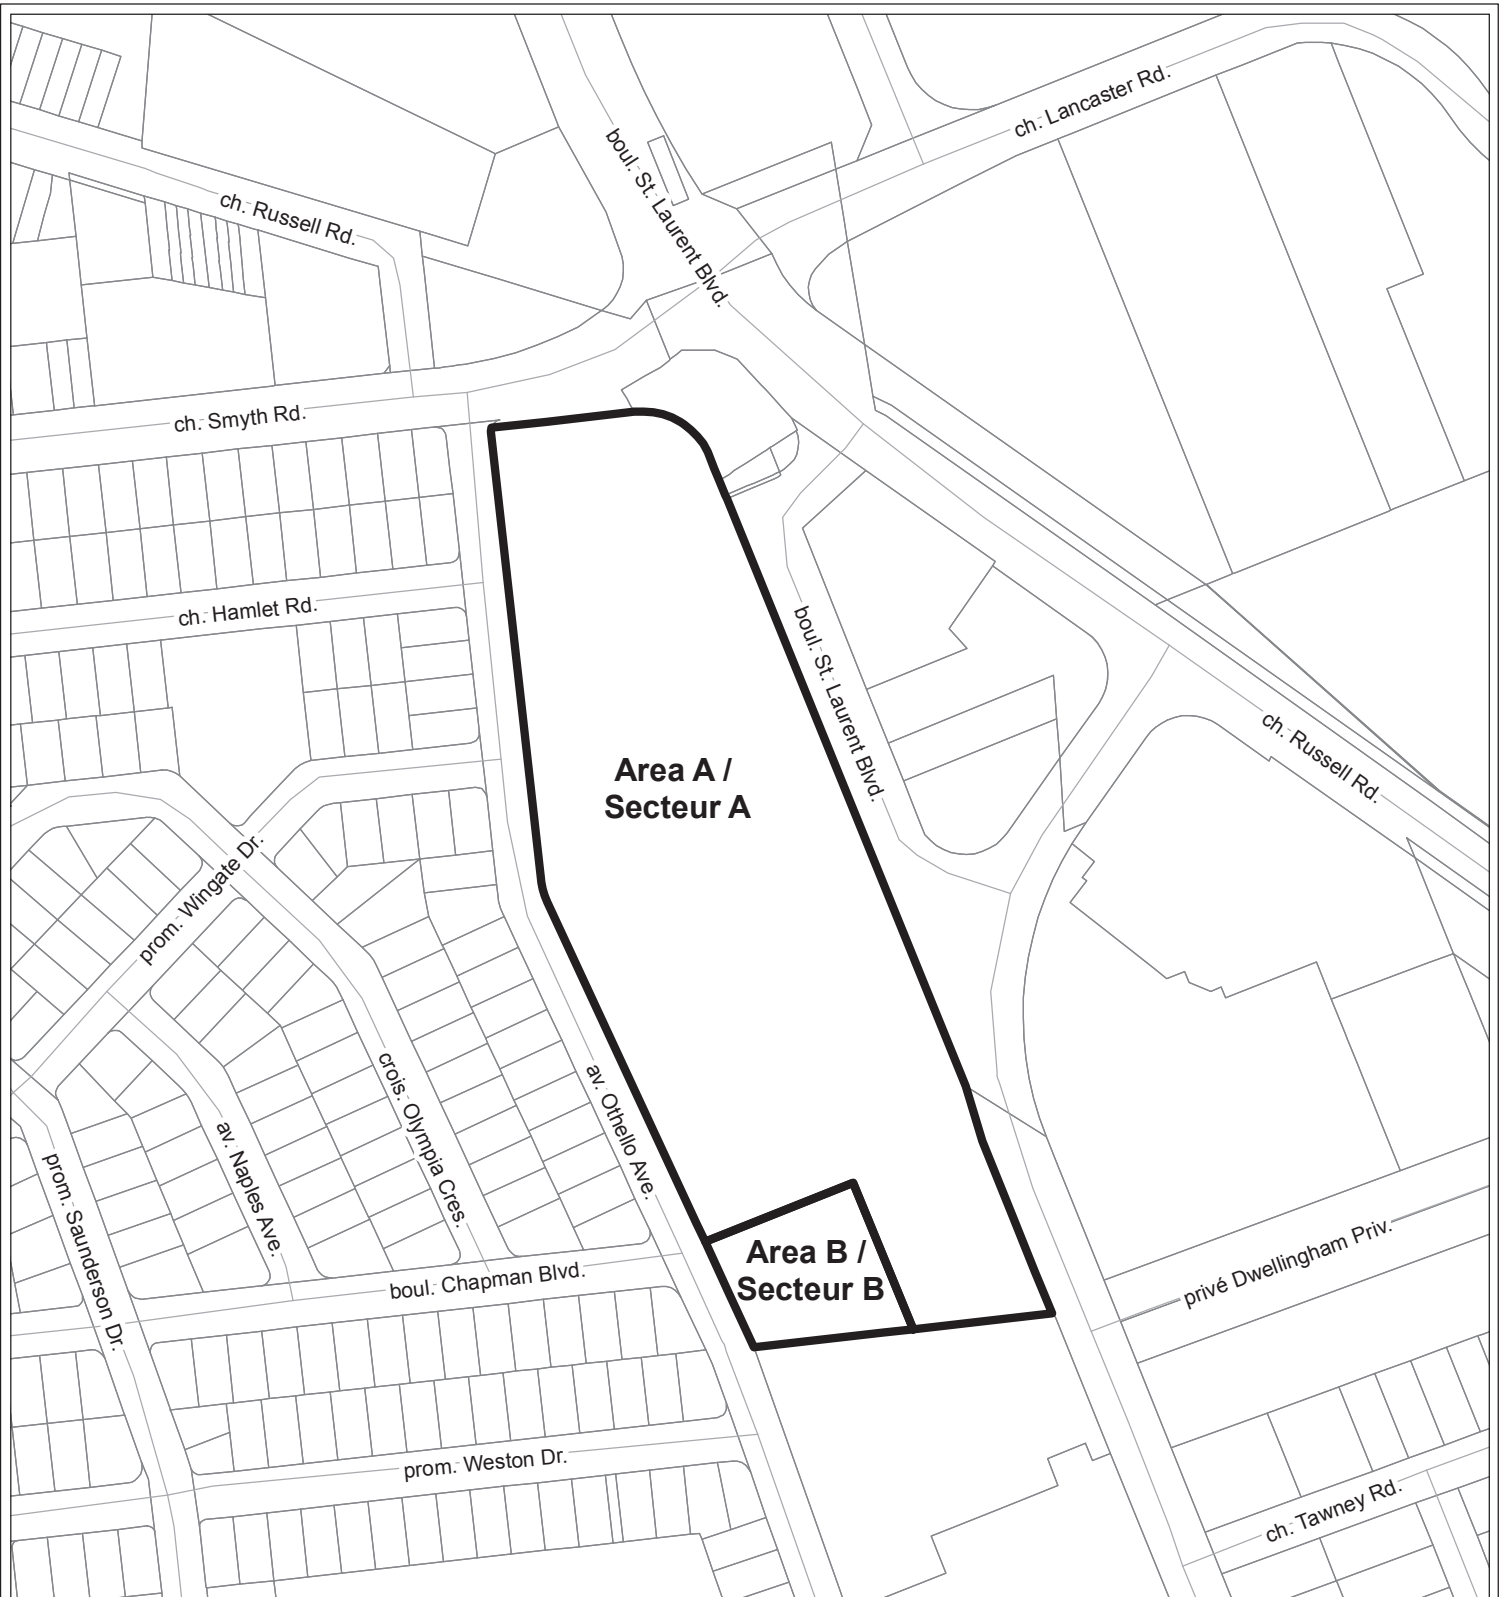 ch. Lancaster Rd.
boul. St. Laurent Blvd.
ch. Russell Rd.
ch. Smyth Rd.
ch. Hamlet Rd.
boul. St. Laurent Blvd.
ch. Russell Rd.
Area A /
Secteur A
prom. Wingate Dr.
crois. Olympia Cres.
av. Othello Ave.
av. Naples Ave.
prom. Saunderson Dr.
Area B /
Secteur B
boul. Chapman Blvd.
privé Dwellingham Priv.
prom. Weston Dr.
ch. Tawney Rd.